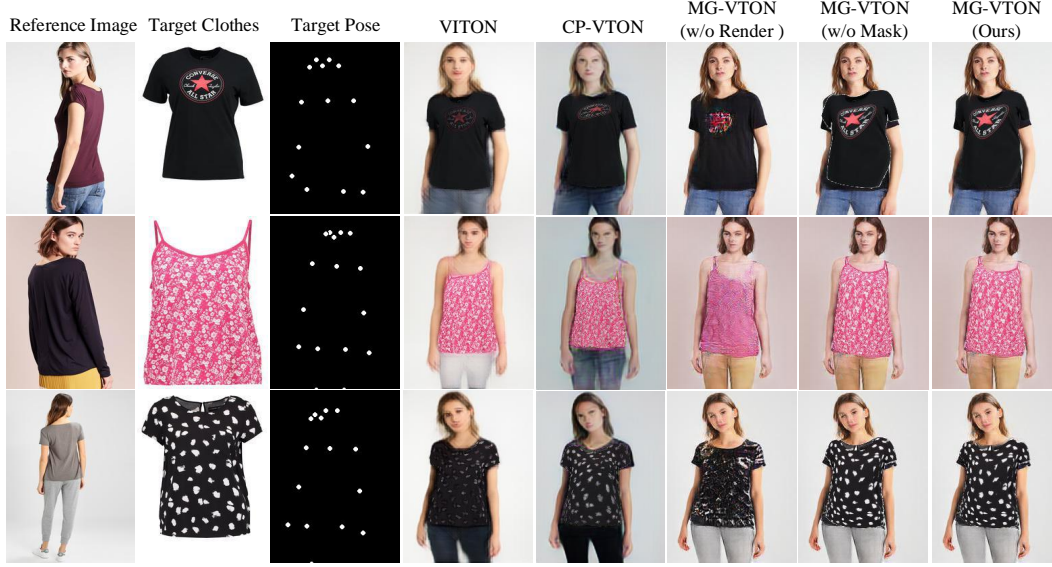 Reference Image Target Clothes Target Pose VITON CP-VTON MG-VTON (w/o Render ) MG-VTON (w/o Mask) MG-VTON (Ours)
CONVERSE
ALL STAR